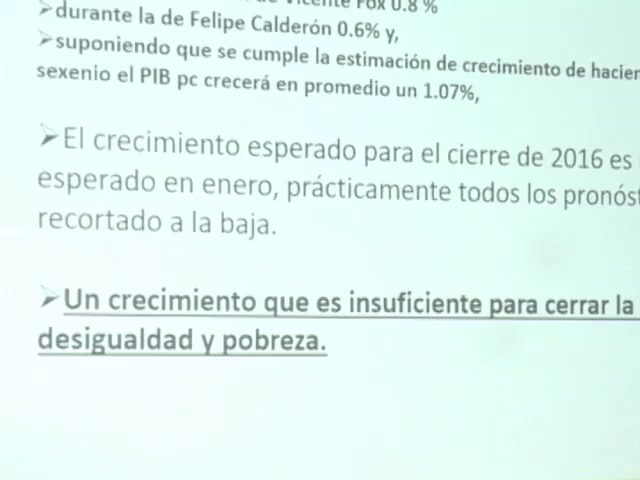 Vicente Fox 0.8 %
➢durante la de Felipe Calderón 0.6% y,
➢suponiendo que se cumple la estimación de crecimiento de
sexenio el PIB pc crecerá en promedio un 1.07%,
➢El crecimiento esperado para el cierre de 2016 es
esperado en enero, prácticamente todos los
recortado a la baja.
➢Un crecimiento que es insuficiente para cerrar la
desigualdad y pobreza.